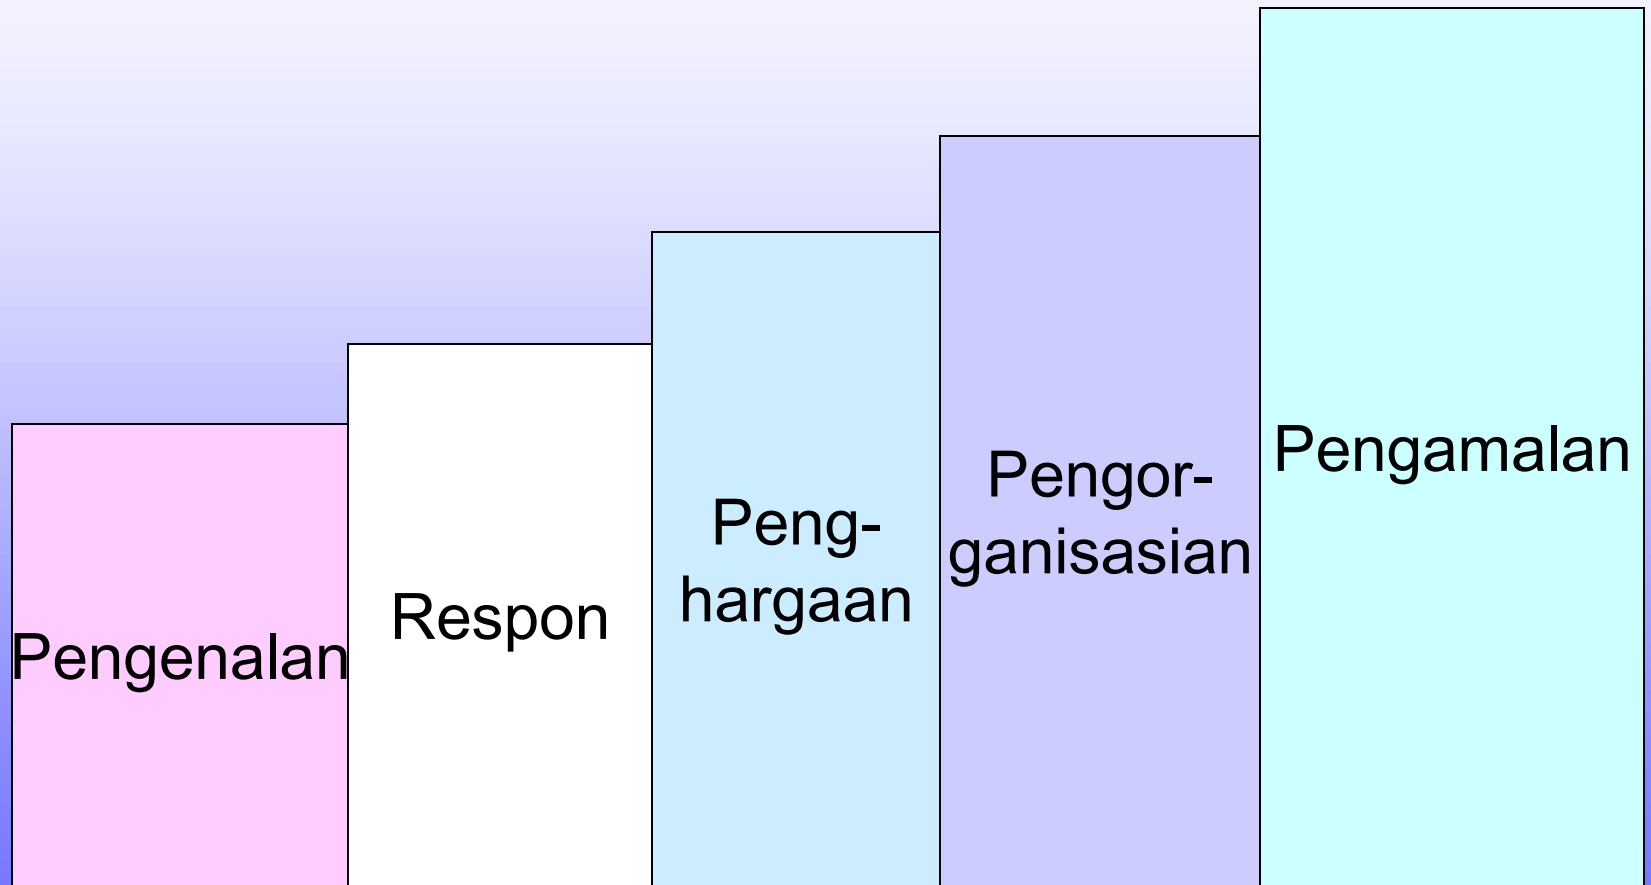 Pengenalan
Respon
Peng-
hargaan
Pengor-
ganisasian
Pengamalan